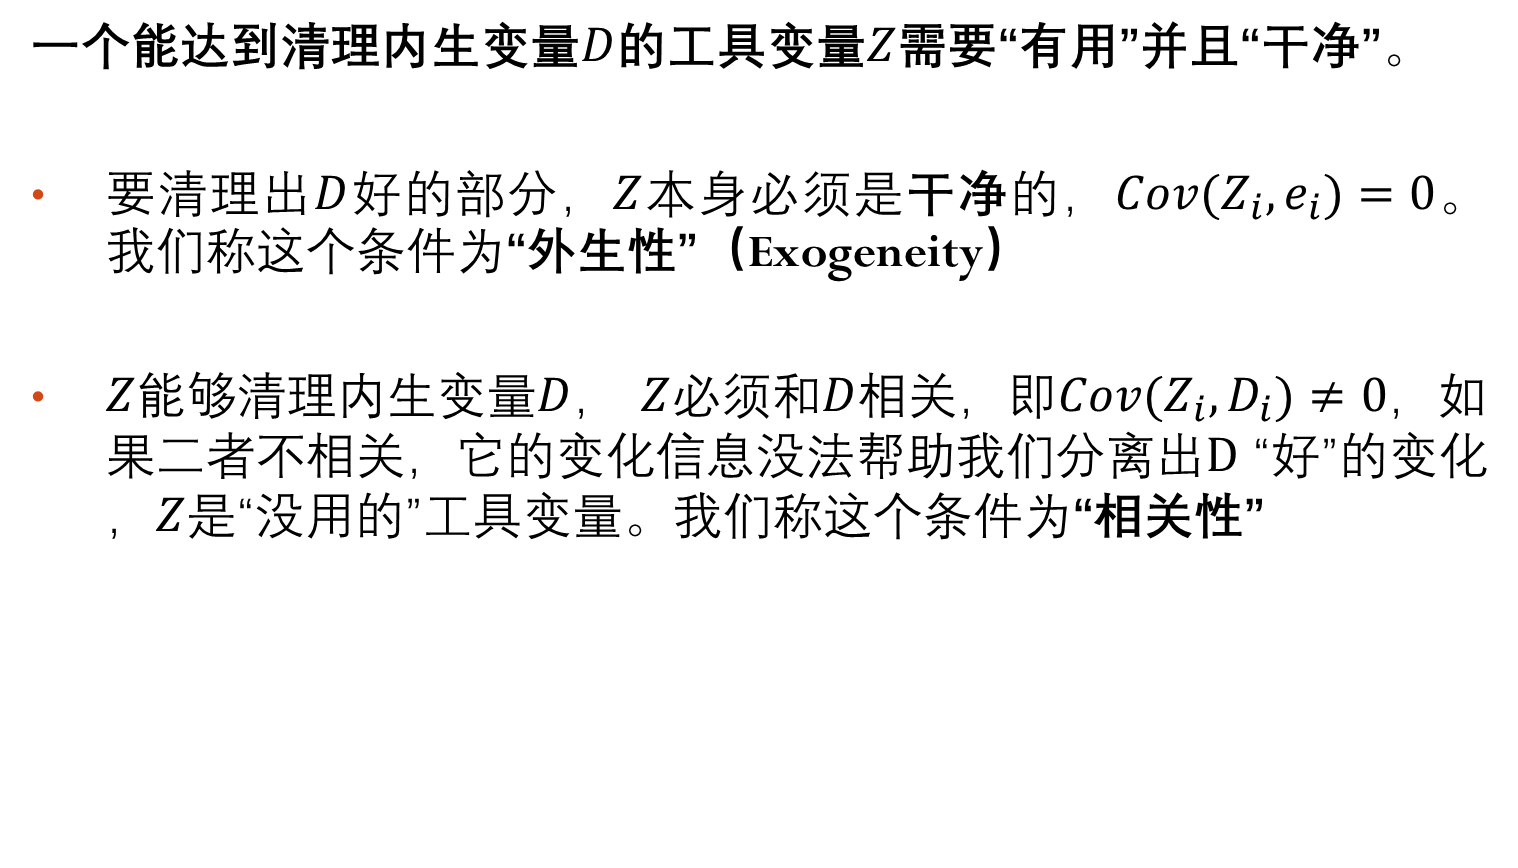 一个能达到清理内生变量D的工具变量Z需要“有用”并且“干净”。
• 要清理出D好的部分，Z本身必须是干净的，Cov(Zᵢ, eᵢ) = 0。
我们称这个条件为“外生性”（Exogeneity）
• Z能够清理内生变量D， Z必须和D相关，即Cov(Zᵢ, Dᵢ) ≠ 0，如
果二者不相关，它的变化信息没法帮助我们分离出D “好”的变化
，Z是“没用的”工具变量。我们称这个条件为“相关性”